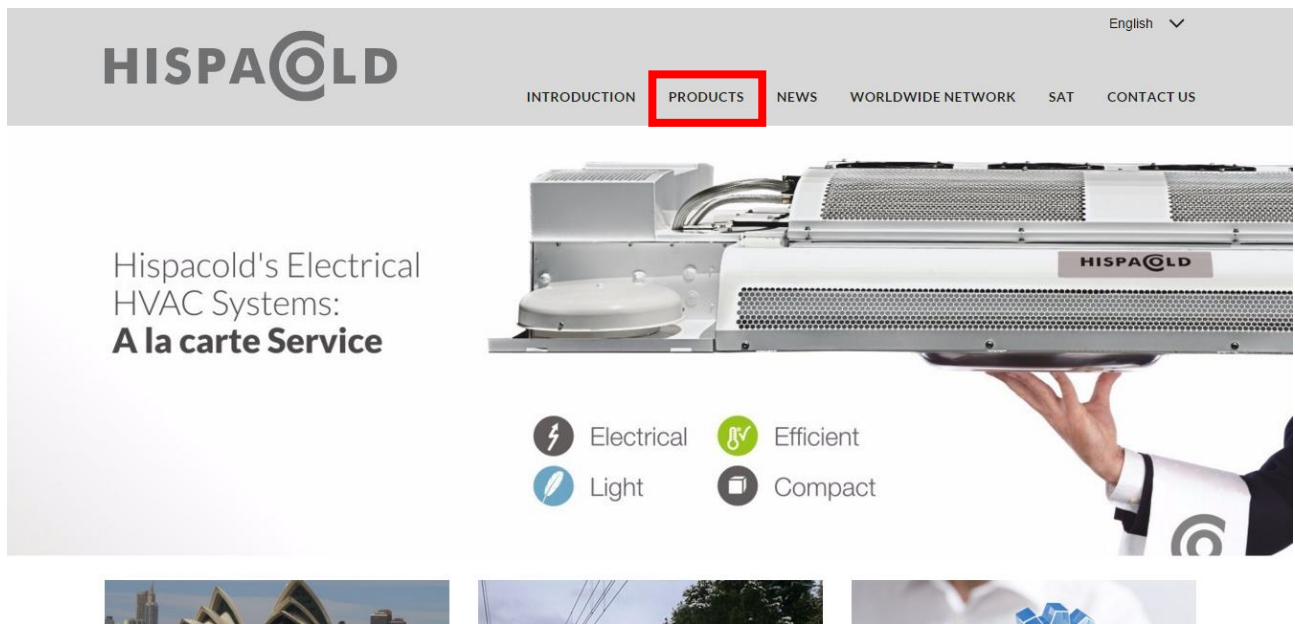 English
HISPACOLD
INTRODUCTION PRODUCTS NEWS WORLDWIDE NETWORK SAT CONTACT US
HISPACOLD
Hispacold's Electrical
HVAC Systems:
A la carte Service
Electrical Efficient
Light Compact